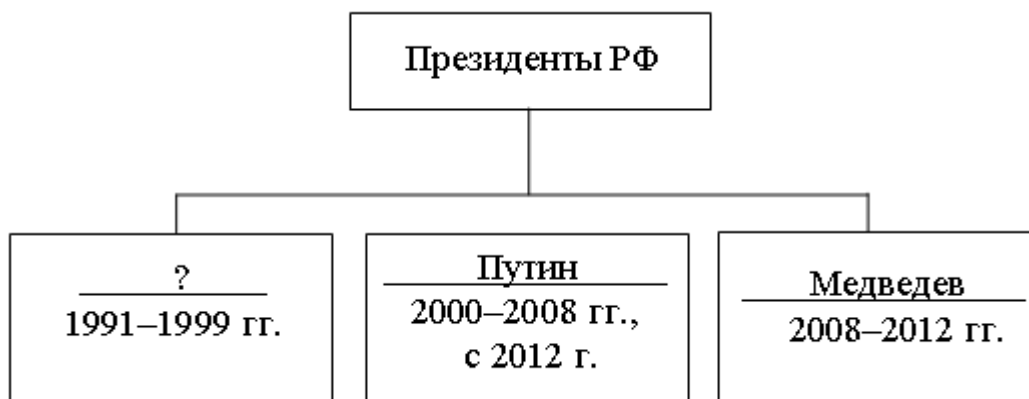 Президенты РФ
?
1991–1999 гг.
Путин
2000–2008 гг.,
с 2012 г.
Медведев
2008–2012 гг.